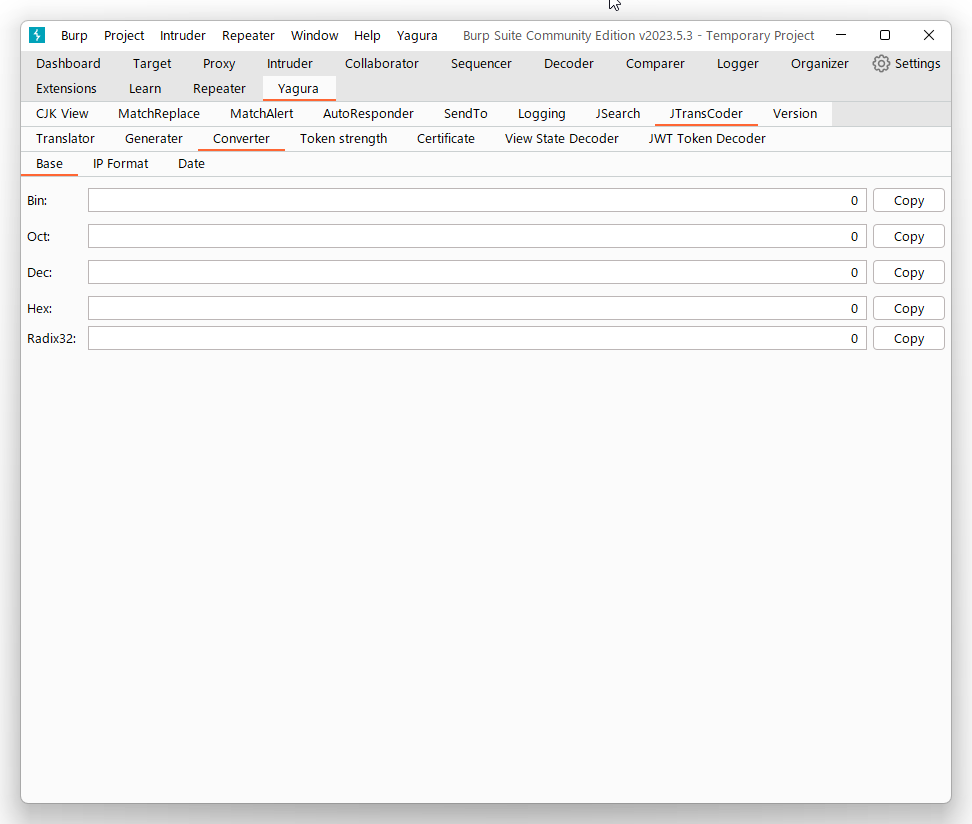 Burp Project Intruder Repeater Window Help Yagura Burp Suite Community Edition v2023.5.3 - Temporary Project
Dashboard Target Proxy Intruder Collaborator Sequencer Decoder Comparer Logger Organizer Settings
Extensions Learn Repeater Yagura
CJK View MatchReplace MatchAlert AutoResponder SendTo Logging JSearch JTransCoder Version
Translator Generater Converter Token strength Certificate View State Decoder JWT Token Decoder
Base IP Format Date
Bin: 0 Copy
Oct: 0 Copy
Dec: 0 Copy
Hex: 0 Copy
Radix32: 0 Copy